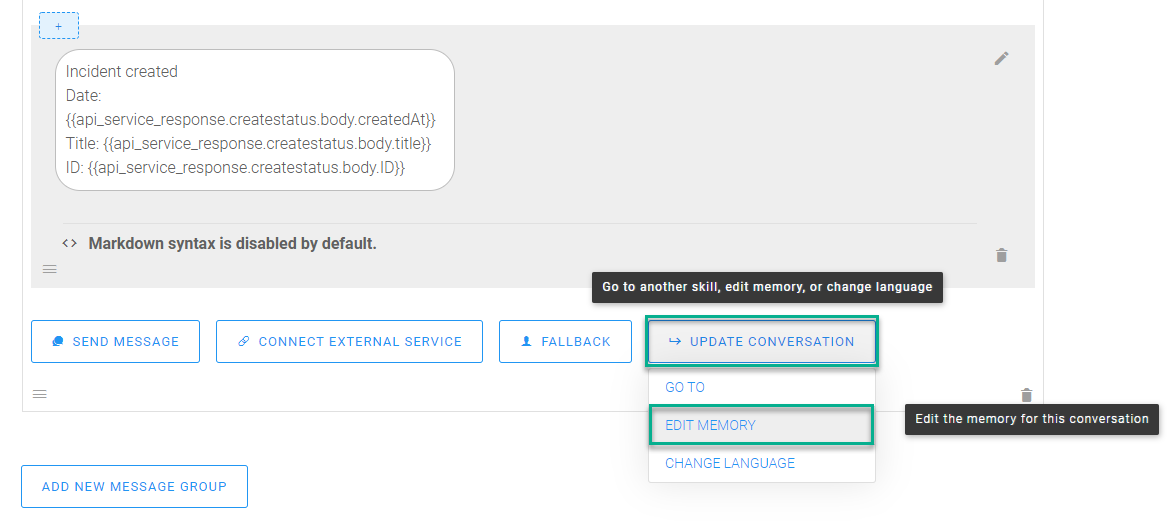 +
Incident created
Date:
{{api_service_response.createstatus.body.createdAt}}
Title: {{api_service_response.createstatus.body.title}}
ID: {{api_service_response.createstatus.body.ID}}
<> Markdown syntax is disabled by default.
Go to another skill, edit memory, or change language
SEND MESSAGE
CONNECT EXTERNAL SERVICE
FALLBACK
UPDATE CONVERSATION
GO TO
EDIT MEMORY
Edit the memory for this conversation
CHANGE LANGUAGE
ADD NEW MESSAGE GROUP